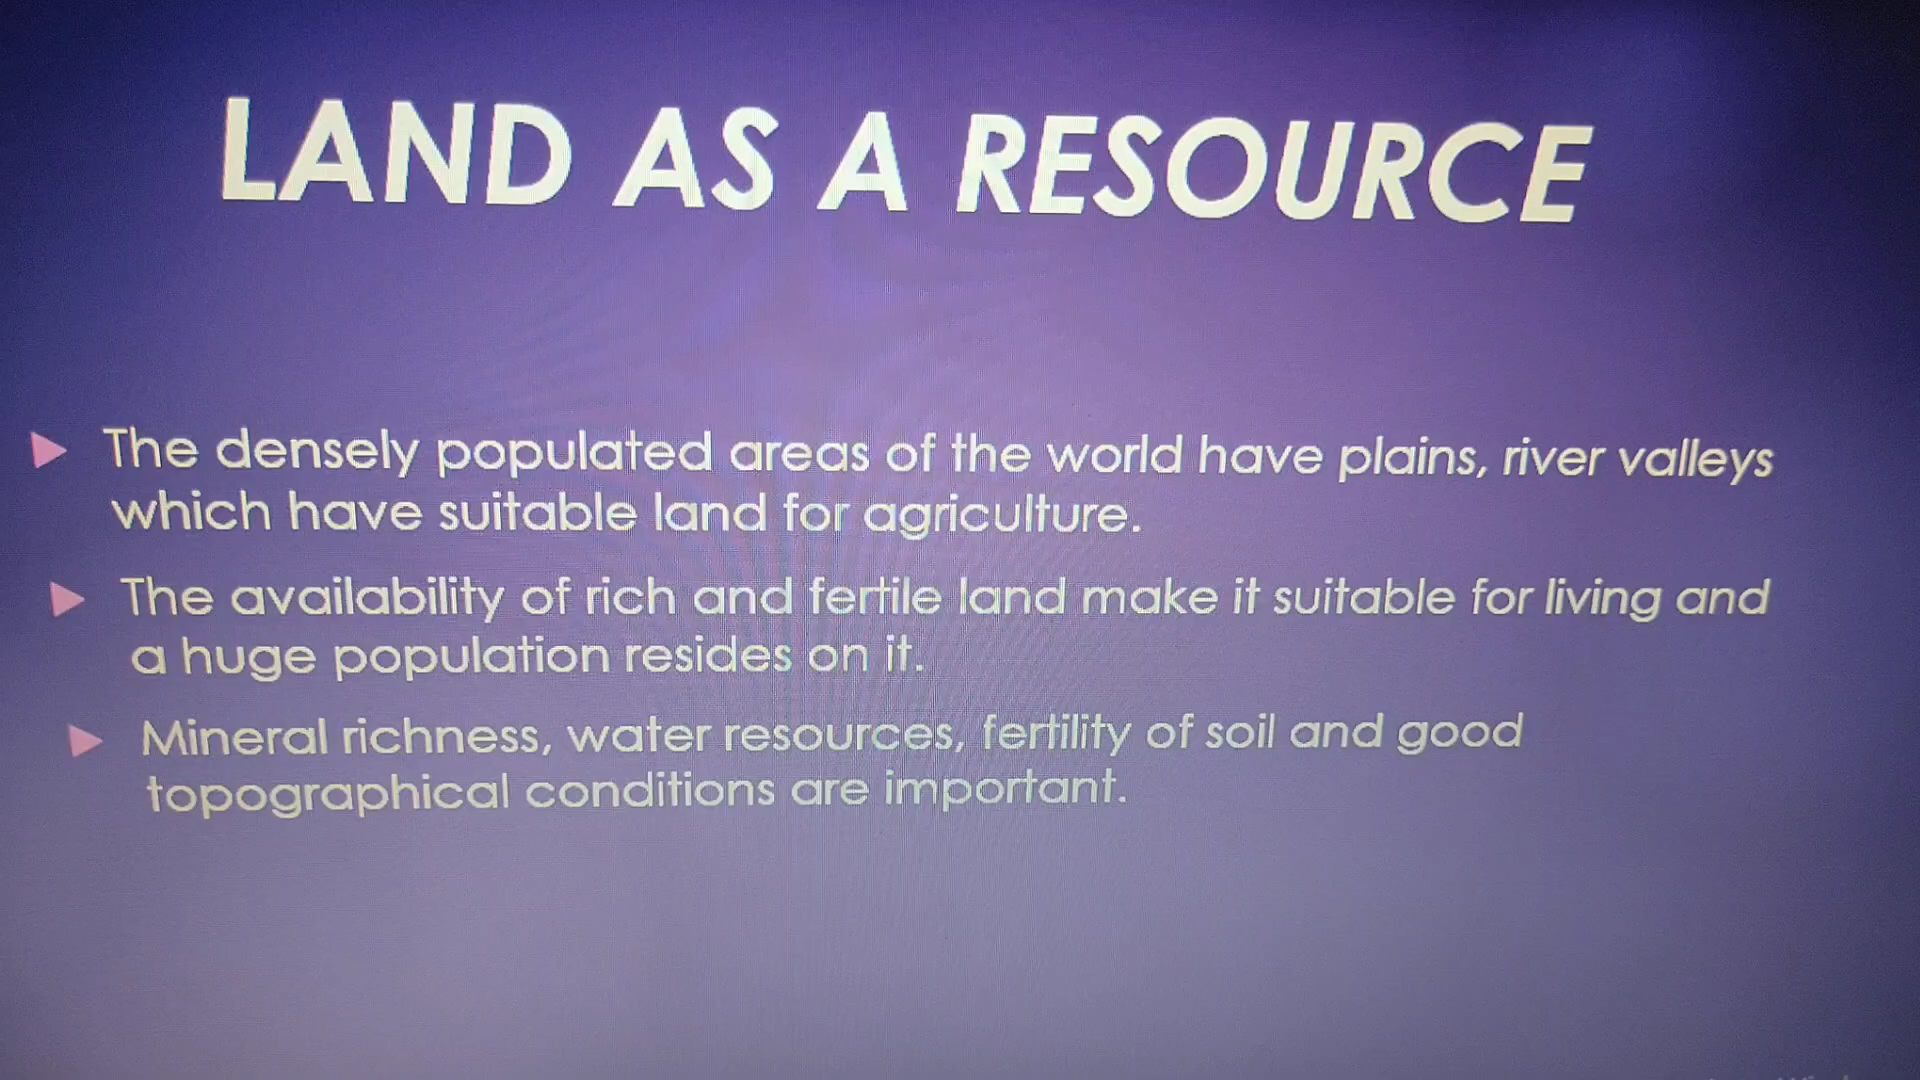 LAND AS A RESOURCE
The densely populated areas of the world have plains, river valleys
which have suitable land for agriculture.
The availability of rich and fertile land make it suitable for living and
a huge population resides on it.
Mineral richness, water resources, fertility of soil and good
topographical conditions are important.